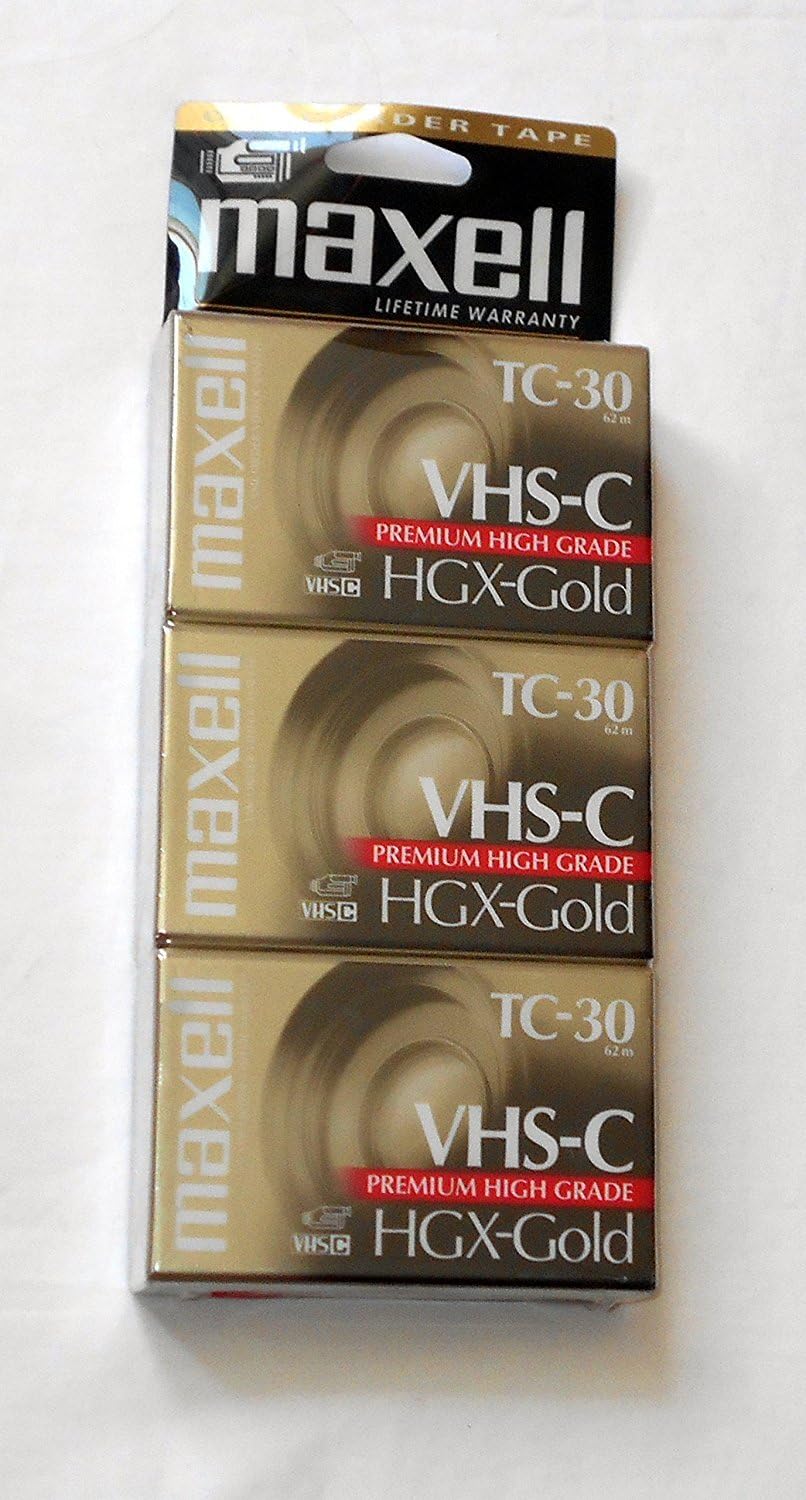 DER TAPE
maxell
LIFETIME WARRANTY
maxell
TC-30
62 m
VHS-C
PREMIUM HIGH GRADE
VHS C
HGX-Gold
maxell
TC-30
62 m
VHS-C
PREMIUM HIGH GRADE
VHS C
HGX-Gold
maxell
TC-30
62 m
VHS-C
PREMIUM HIGH GRADE
VHS C
HGX-Gold